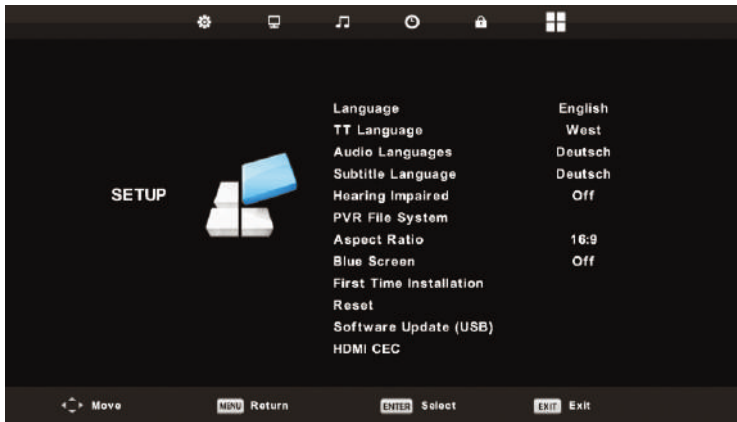 SETUP
Language English
TT Language West
Audio Languages Deutsch
Subtitle Language Deutsch
Hearing Impaired Off
PVR File System
Aspect Ratio 16:9
Blue Screen Off
First Time Installation
Reset
Software Update (USB)
HDMI CEC
Move MENU Return ENTER Select EXIT Exit